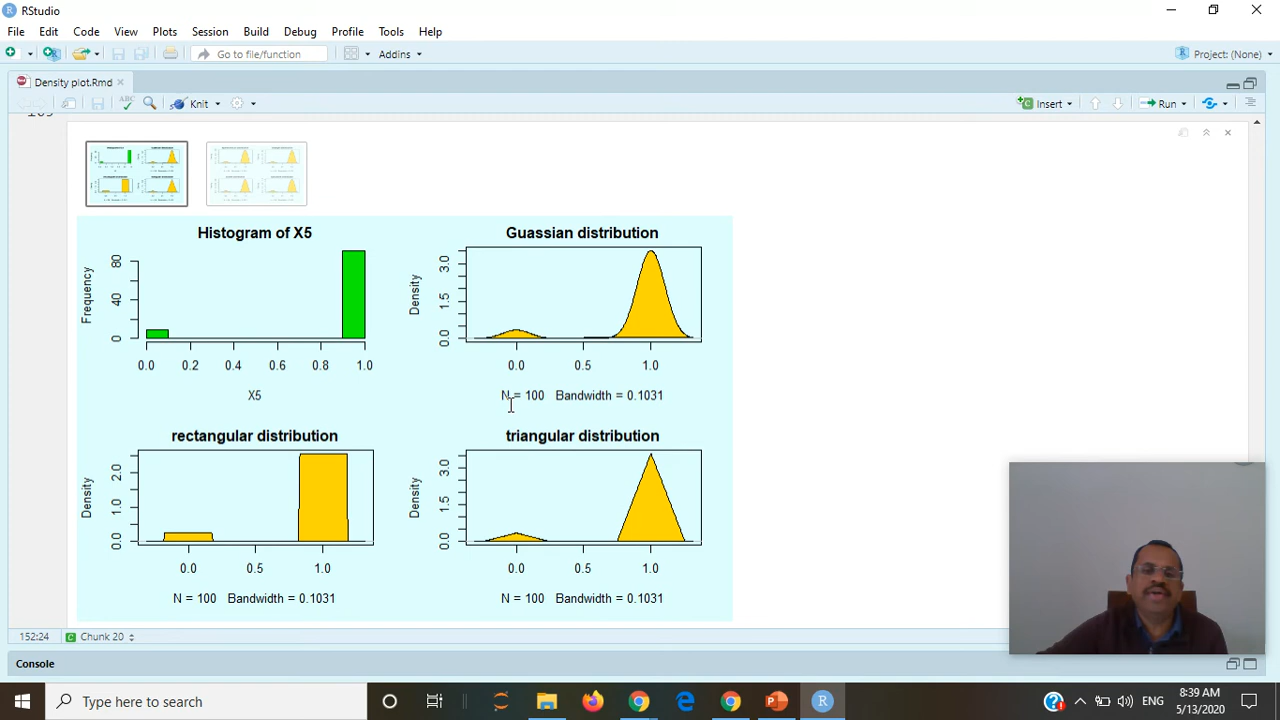 RStudio
File Edit Code View Plots Session Build Debug Profile Tools Help
Go to file/function Addins Project: (None)
Density plot.Rmd
ABC Knit Insert Run
Histogram of X5
Frequency
80
40
0
0.0 0.2 0.4 0.6 0.8 1.0
X5
Guassian distribution
Density
3.0
1.5
0.0
0.0 0.5 1.0
N = 100 Bandwidth = 0.1031
rectangular distribution
Density
2.0
1.0
0.0
0.0 0.5 1.0
N = 100 Bandwidth = 0.1031
triangular distribution
Density
3.0
1.5
0.0
0.0 0.5 1.0
N = 100 Bandwidth = 0.1031
152:24 C Chunk 20
Console
Type here to search
ENG
8:39 AM
5/13/2020